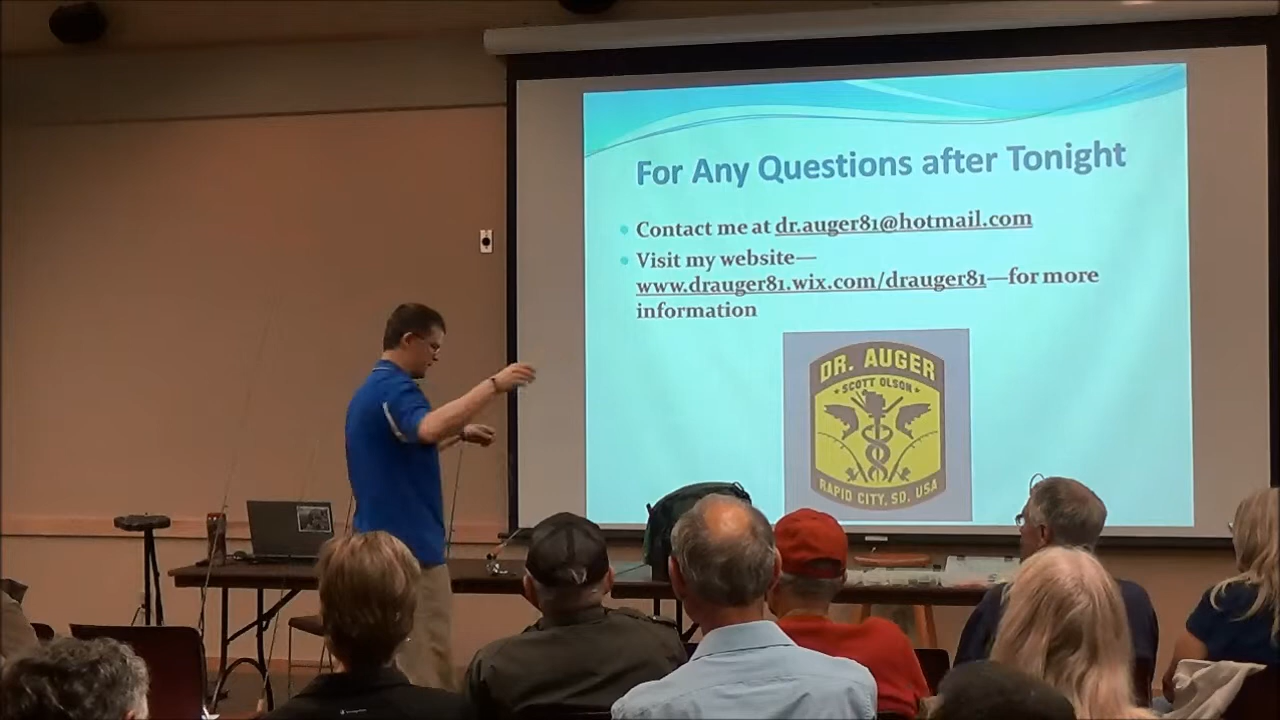 For Any Questions after Tonight
Contact me at dr.auger81@hotmail.com
Visit my website—
www.drauger81.wix.com/drauger81—for more
information
DR. AUGER
SCOTT OLSON
RAPID CITY, SD. USA